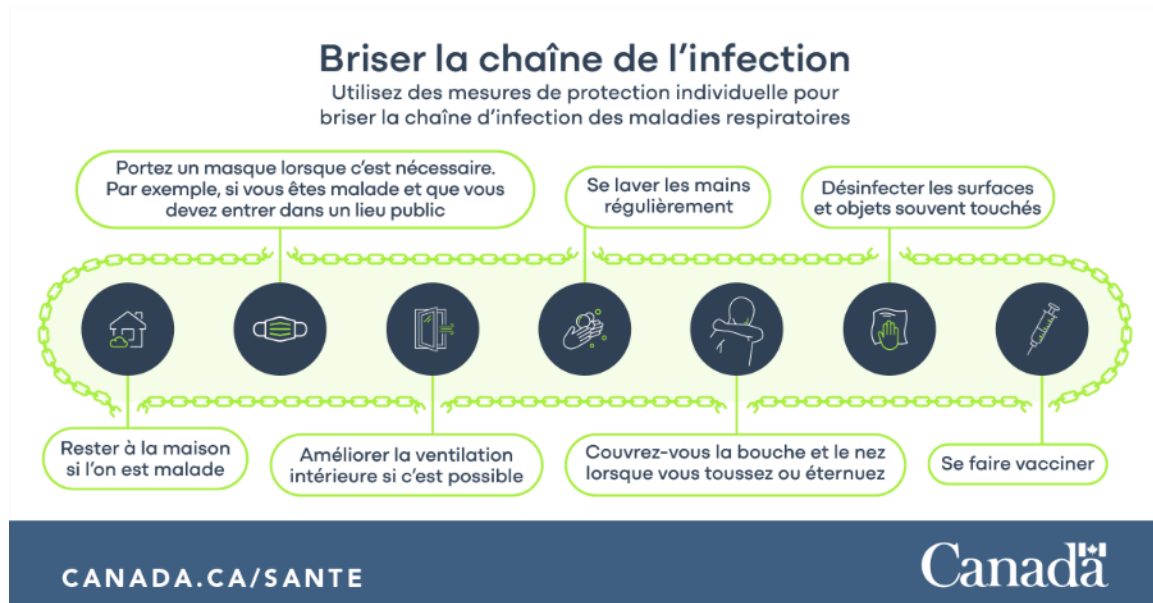 Briser la chaîne de l'infection
Utilisez des mesures de protection individuelle pour
briser la chaîne d'infection des maladies respiratoires
Portez un masque lorsque c'est nécessaire.
Par exemple, si vous êtes malade et que vous
devez entrer dans un lieu public
Se laver les mains
régulièrement
Désinfecter les surfaces
et objets souvent touchés
Rester à la maison
si l'on est malade
Améliorer la ventilation
intérieure si c'est possible
Couvrez-vous la bouche et le nez
lorsque vous toussez ou éternuez
Se faire vacciner
CANADA.CA/SANTE
Canada